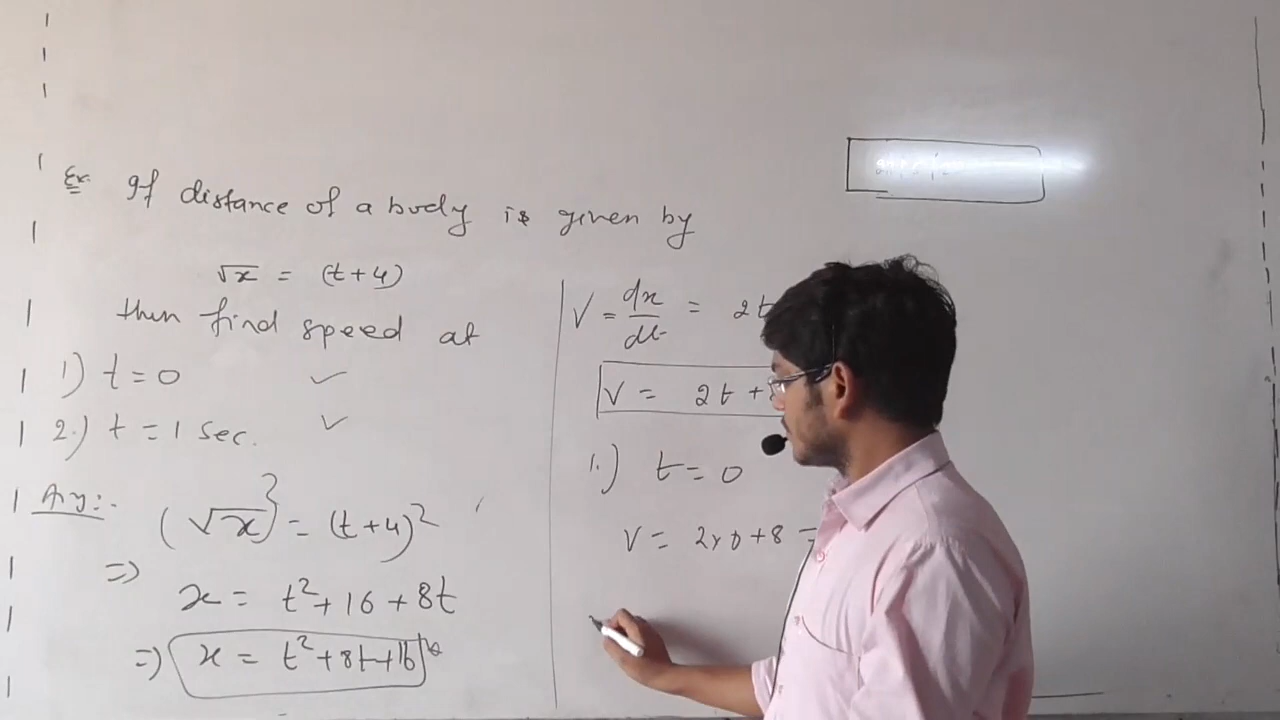 Ex. If distance of a body is given by
√x = (t+4)
then find speed at
1.) t = 0 ✓
2.) t = 1 sec. ✓
Ans:-
(√x)² = (t+4)²
=> x = t²+16+8t
=> x = t²+8t+16
V = dx/dt = 2t
V = 2t +
1.) t = 0
V = 2×0+8 =